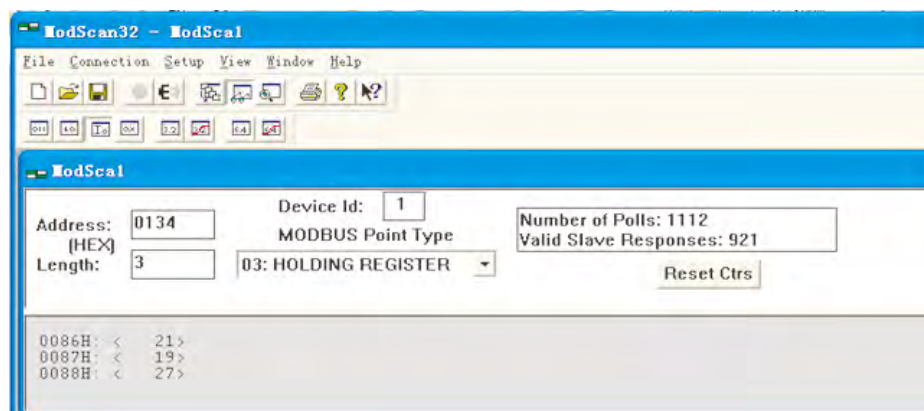 ModScan32 - ModSca1
File Connection Setup View Window Help
ModSca1
Address: 0134
(HEX)
Length: 3
Device Id: 1
MODBUS Point Type
03: HOLDING REGISTER
Number of Polls: 1112
Valid Slave Responses: 921
Reset Ctrs
0086H: < 21>
0087H: < 19>
0088H: < 27>